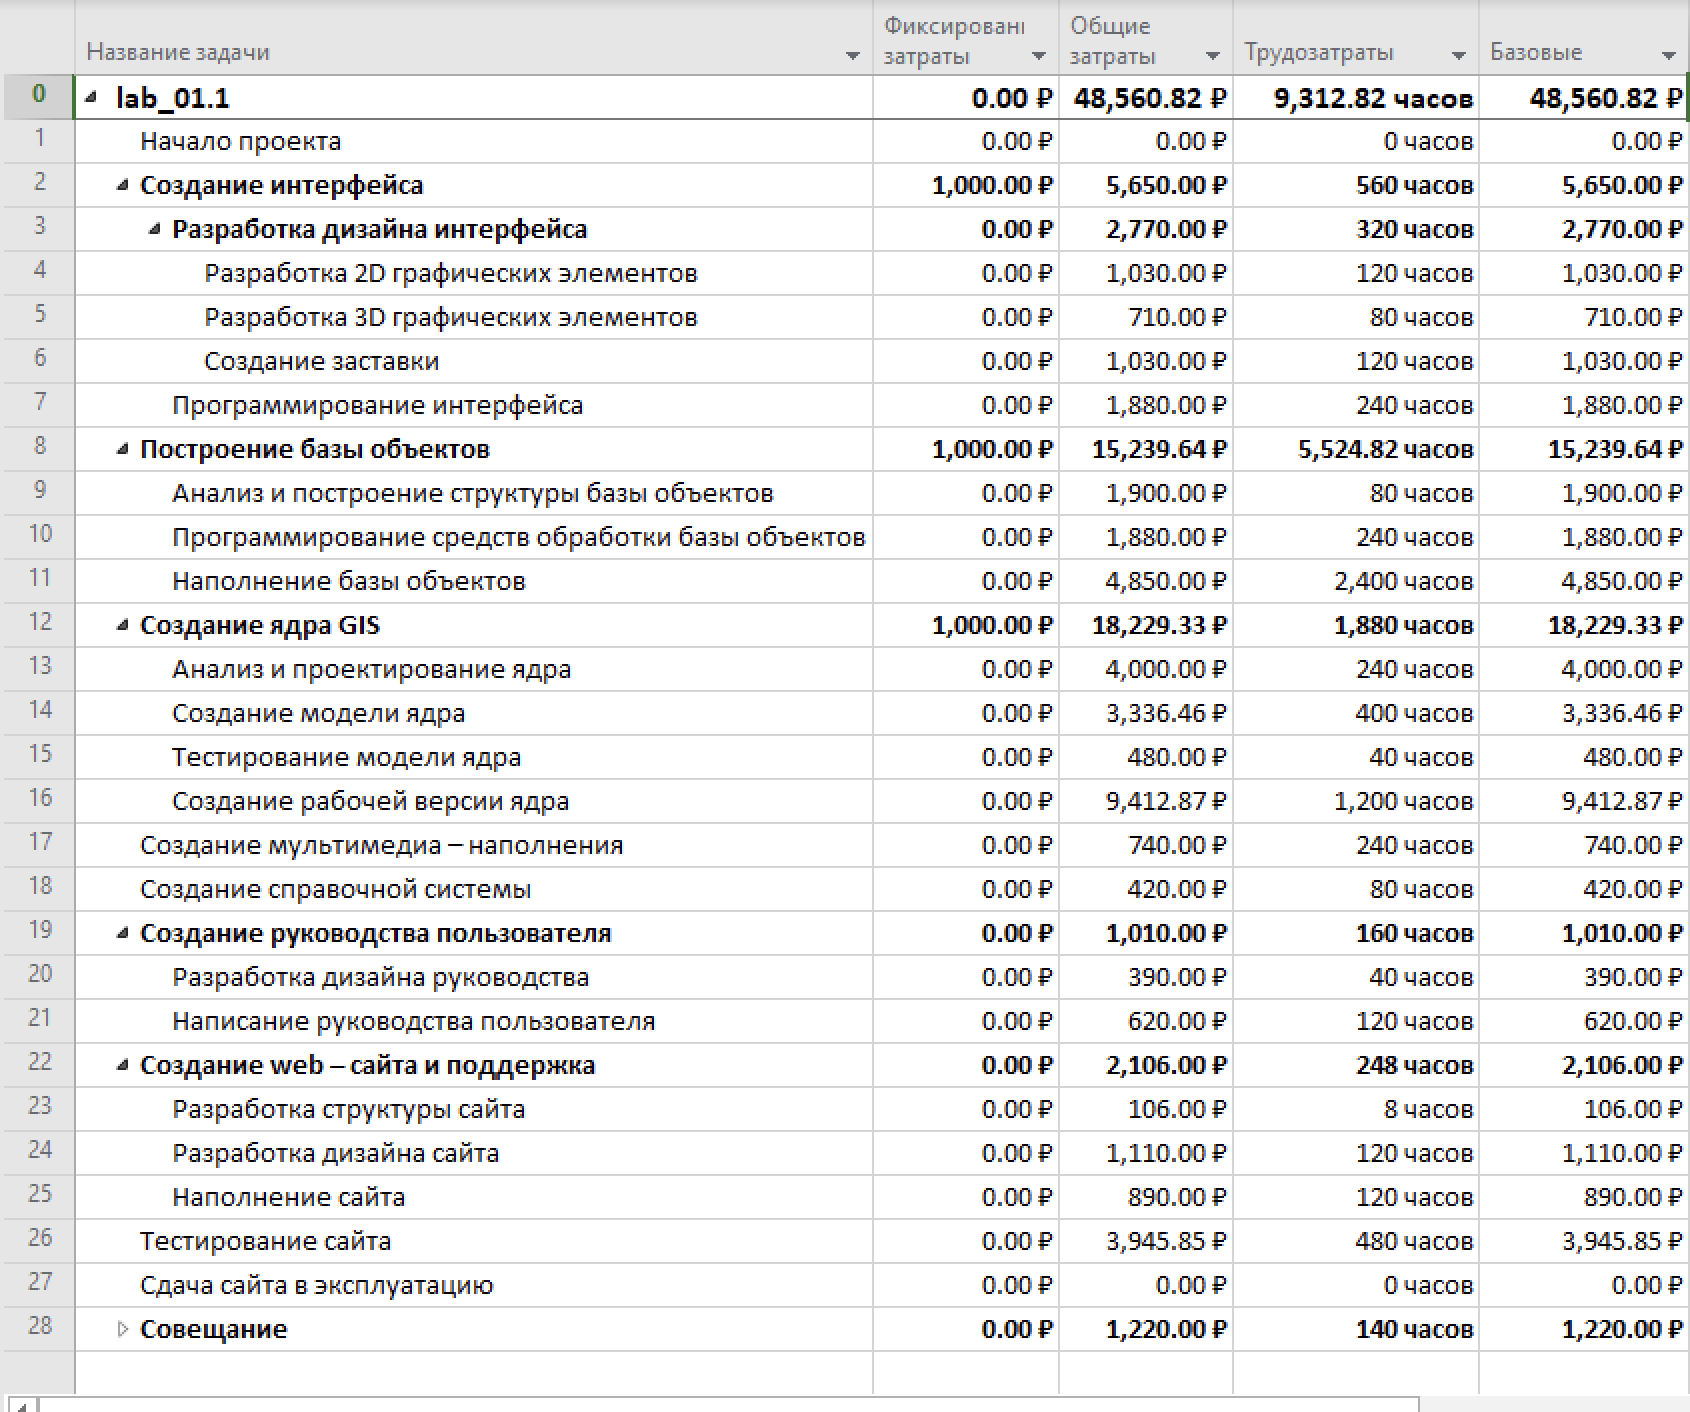 Название задачи Фиксировань затраты Общие затраты Трудозатраты Базовые
0 lab_01.1 0.00 ₽ 48,560.82 ₽ 9,312.82 часов 48,560.82 ₽
1 Начало проекта 0.00 ₽ 0.00 ₽ 0 часов 0.00 ₽
2 Создание интерфейса 1,000.00 ₽ 5,650.00 ₽ 560 часов 5,650.00 ₽
3 Разработка дизайна интерфейса 0.00 ₽ 2,770.00 ₽ 320 часов 2,770.00 ₽
4 Разработка 2D графических элементов 0.00 ₽ 1,030.00 ₽ 120 часов 1,030.00 ₽
5 Разработка 3D графических элементов 0.00 ₽ 710.00 ₽ 80 часов 710.00 ₽
6 Создание заставки 0.00 ₽ 1,030.00 ₽ 120 часов 1,030.00 ₽
7 Программирование интерфейса 0.00 ₽ 1,880.00 ₽ 240 часов 1,880.00 ₽
8 Построение базы объектов 1,000.00 ₽ 15,239.64 ₽ 5,524.82 часов 15,239.64 ₽
9 Анализ и построение структуры базы объектов 0.00 ₽ 1,900.00 ₽ 80 часов 1,900.00 ₽
10 Программирование средств обработки базы объектов 0.00 ₽ 1,880.00 ₽ 240 часов 1,880.00 ₽
11 Наполнение базы объектов 0.00 ₽ 4,850.00 ₽ 2,400 часов 4,850.00 ₽
12 Создание ядра GIS 1,000.00 ₽ 18,229.33 ₽ 1,880 часов 18,229.33 ₽
13 Анализ и проектирование ядра 0.00 ₽ 4,000.00 ₽ 240 часов 4,000.00 ₽
14 Создание модели ядра 0.00 ₽ 3,336.46 ₽ 400 часов 3,336.46 ₽
15 Тестирование модели ядра 0.00 ₽ 480.00 ₽ 40 часов 480.00 ₽
16 Создание рабочей версии ядра 0.00 ₽ 9,412.87 ₽ 1,200 часов 9,412.87 ₽
17 Создание мультимедиа – наполнения 0.00 ₽ 740.00 ₽ 240 часов 740.00 ₽
18 Создание справочной системы 0.00 ₽ 420.00 ₽ 80 часов 420.00 ₽
19 Создание руководства пользователя 0.00 ₽ 1,010.00 ₽ 160 часов 1,010.00 ₽
20 Разработка дизайна руководства 0.00 ₽ 390.00 ₽ 40 часов 390.00 ₽
21 Написание руководства пользователя 0.00 ₽ 620.00 ₽ 120 часов 620.00 ₽
22 Создание web – сайта и поддержка 0.00 ₽ 2,106.00 ₽ 248 часов 2,106.00 ₽
23 Разработка структуры сайта 0.00 ₽ 106.00 ₽ 8 часов 106.00 ₽
24 Разработка дизайна сайта 0.00 ₽ 1,110.00 ₽ 120 часов 1,110.00 ₽
25 Наполнение сайта 0.00 ₽ 890.00 ₽ 120 часов 890.00 ₽
26 Тестирование сайта 0.00 ₽ 3,945.85 ₽ 480 часов 3,945.85 ₽
27 Сдача сайта в эксплуатацию 0.00 ₽ 0.00 ₽ 0 часов 0.00 ₽
28 Совещание 0.00 ₽ 1,220.00 ₽ 140 часов 1,220.00 ₽